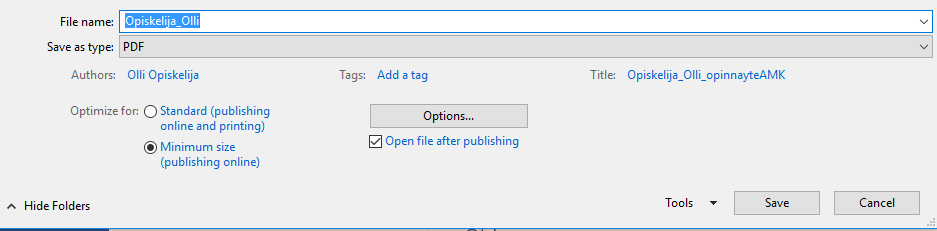 File name: Opiskelija_Olli
Save as type: PDF
Authors: Olli Opiskelija Tags: Add a tag Title: Opiskelija_Olli_opinnayteAMK
Optimize for: Standard (publishing online and printing)
Minimum size (publishing online)
Options...
Open file after publishing
Hide Folders Tools Save Cancel